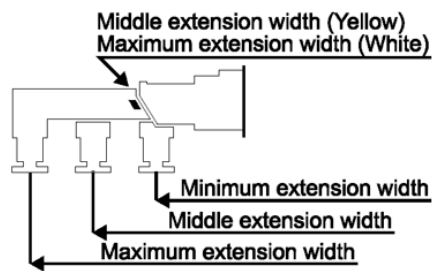 Middle extension width (Yellow)
Maximum extension width (White)
Minimum extension width
Middle extension width
Maximum extension width